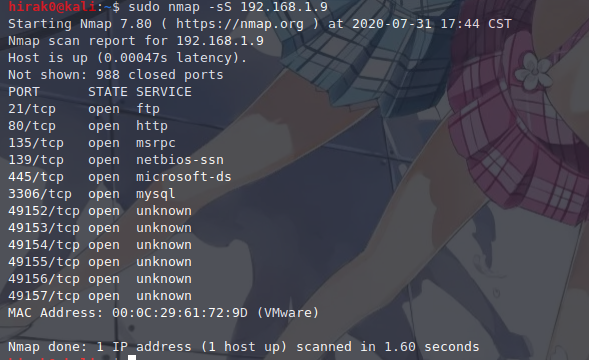 hirak0@kali:~$ sudo nmap -sS 192.168.1.9
Starting Nmap 7.80 ( https://nmap.org ) at 2020-07-31 17:44 CST
Nmap scan report for 192.168.1.9
Host is up (0.00047s latency).
Not shown: 988 closed ports
PORT      STATE SERVICE
21/tcp    open  ftp
80/tcp    open  http
135/tcp   open  msrpc
139/tcp   open  netbios-ssn
445/tcp   open  microsoft-ds
3306/tcp  open  mysql
49152/tcp open  unknown
49153/tcp open  unknown
49154/tcp open  unknown
49155/tcp open  unknown
49156/tcp open  unknown
49157/tcp open  unknown
MAC Address: 00:0C:29:61:72:9D (VMware)
Nmap done: 1 IP address (1 host up) scanned in 1.60 seconds